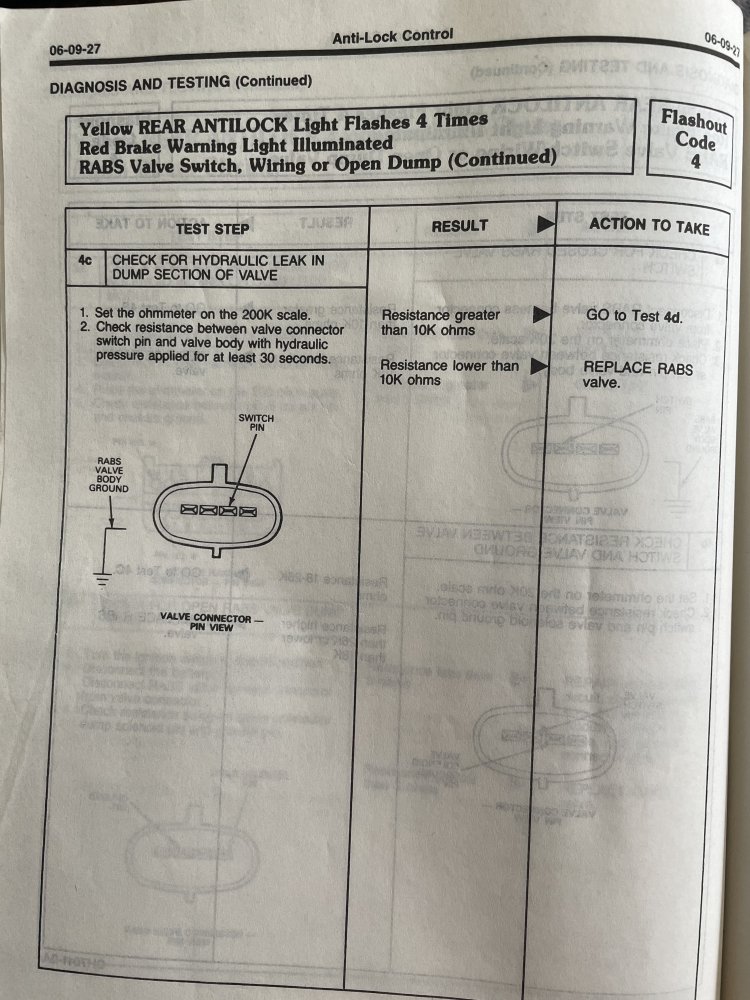 06-09-27
Anti-Lock Control
06-09-27
DIAGNOSIS AND TESTING (Continued)
Yellow REAR ANTILOCK Light Flashes 4 Times
Red Brake Warning Light Illuminated
RABS Valve Switch, Wiring or Open Dump (Continued)
Flashout
Code
4
TEST STEP
RESULT
ACTION TO TAKE
4c
CHECK FOR HYDRAULIC LEAK IN
DUMP SECTION OF VALVE
1. Set the ohmmeter on the 200K scale.
2. Check resistance between valve connector
switch pin and valve body with hydraulic
pressure applied for at least 30 seconds.
Resistance greater
than 10K ohms
GO to Test 4d.
Resistance lower than
10K ohms
REPLACE RABS
valve.
SWITCH
PIN
RABS
VALVE
BODY
GROUND
VALVE CONNECTOR —
PIN VIEW